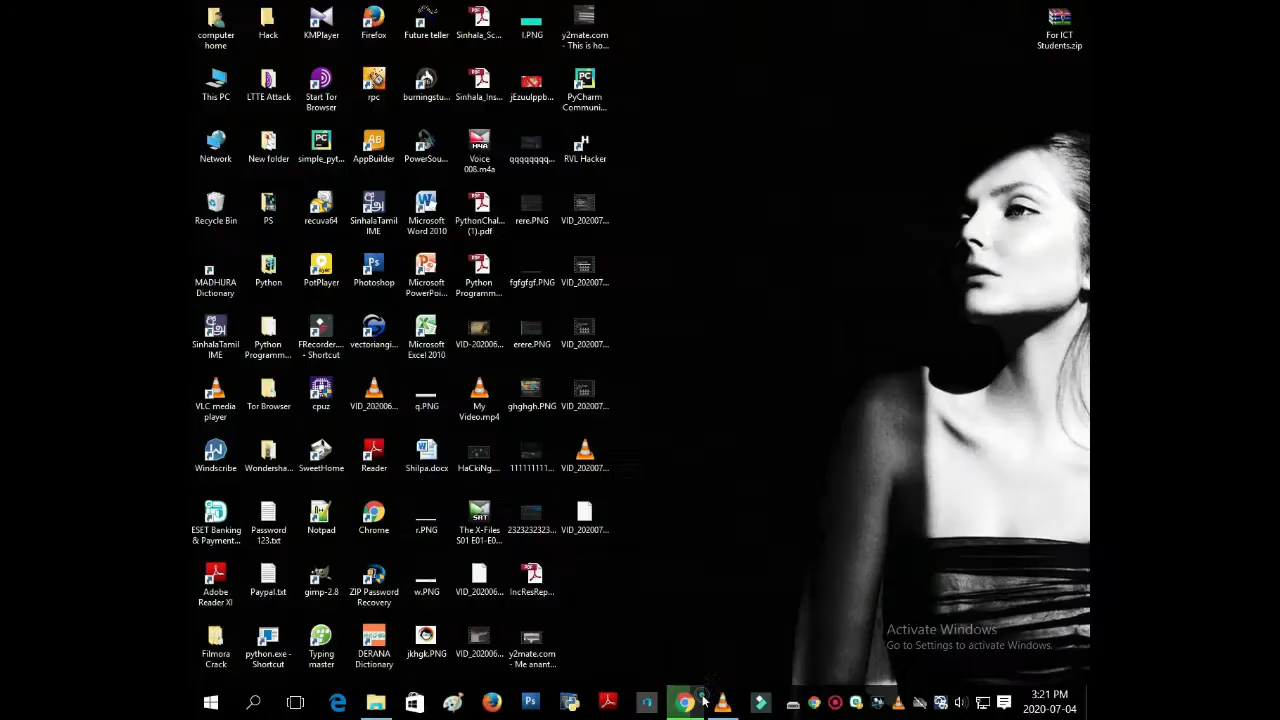 computer
home
Hack
KMPlayer
Firefox
Future teller
Sinhala_Sc...
I.PNG
y2mate.com
- This is ho...
For ICT
Students.zip
This PC
LTTE Attack
Start Tor
Browser
rpc
burningstu...
Sinhala_Ins...
jEzuulppb...
PyCharm
Communi...
Network
New folder
simple_pyt...
AppBuilder
PowerSou...
Voice
008.m4a
qqqqqqqq...
RVL Hacker
Recycle Bin
PS
recuva64
SinhalaTamil
IME
Microsoft
Word 2010
PythonChal...
(1).pdf
rere.PNG
VID_202007...
MADHURA
Dictionary
Python
PotPlayer
Photoshop
Microsoft
PowerPoi...
Python
Programm...
fgfgfgf.PNG
VID_202007...
SinhalaTamil
IME
Python
Programm...
FRecorder....
- Shortcut
vectoriangi...
Microsoft
Excel 2010
VID-202006...
erere.PNG
VID_202007...
VLC media
player
Tor Browser
cpuz
VID_202006...
q.PNG
My
Video.mp4
ghghgh.PNG
VID_202007...
Windscribe
Wondersha...
SweetHome
Reader
Shilpa.docx
HaCkiNg....
111111111...
VID_202007...
ESET Banking
& Payment...
Password
123.txt
Notpad
Chrome
r.PNG
The X-Files
S01 E01-E0...
2323232323...
VID_202007...
Adobe
Reader XI
Paypal.txt
gimp-2.8
ZIP Password
Recovery
w.PNG
VID_202006...
IncResRep...
Filmora
Crack
python.exe -
Shortcut
Typing
master
DERANA
Dictionary
jkhgk.PNG
VID_202006...
y2mate.com
- Me anant...
Activate Windows
Go to Settings to activate Windows.
3:21 PM
2020-07-04